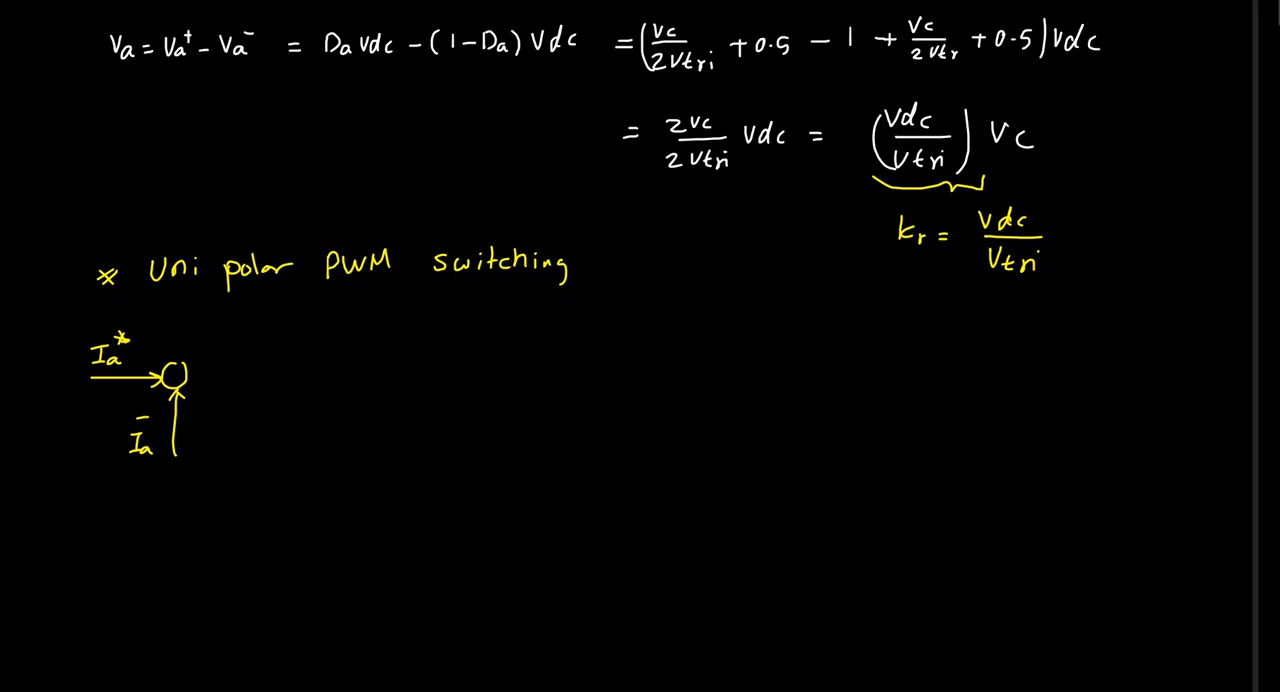 Va = Va⁺ - Va⁻ = Da Vdc - (1 - Da) Vdc = (Vc/2Vtri + 0.5 - 1 + Vc/2Vtr + 0.5) Vdc
= 2Vc/2Vtri Vdc = (Vdc/Vtri) Vc
kr = Vdc/Vtri
* Uni polar PWM switching
Ia*
Īa